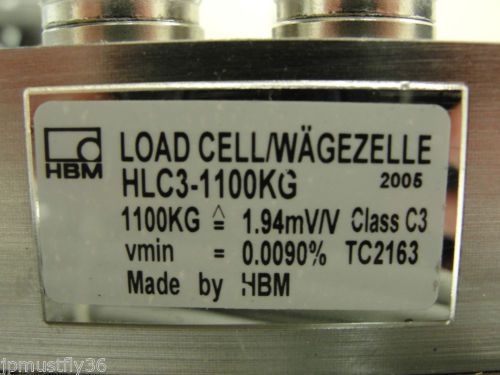 HBM
LOAD CELL/WÄGEZELLE
HLC3-1100KG 2005
1100KG ≙ 1.94mV/V Class C3
vmin = 0.0090% TC2163
Made by HBM
jpmustfly36